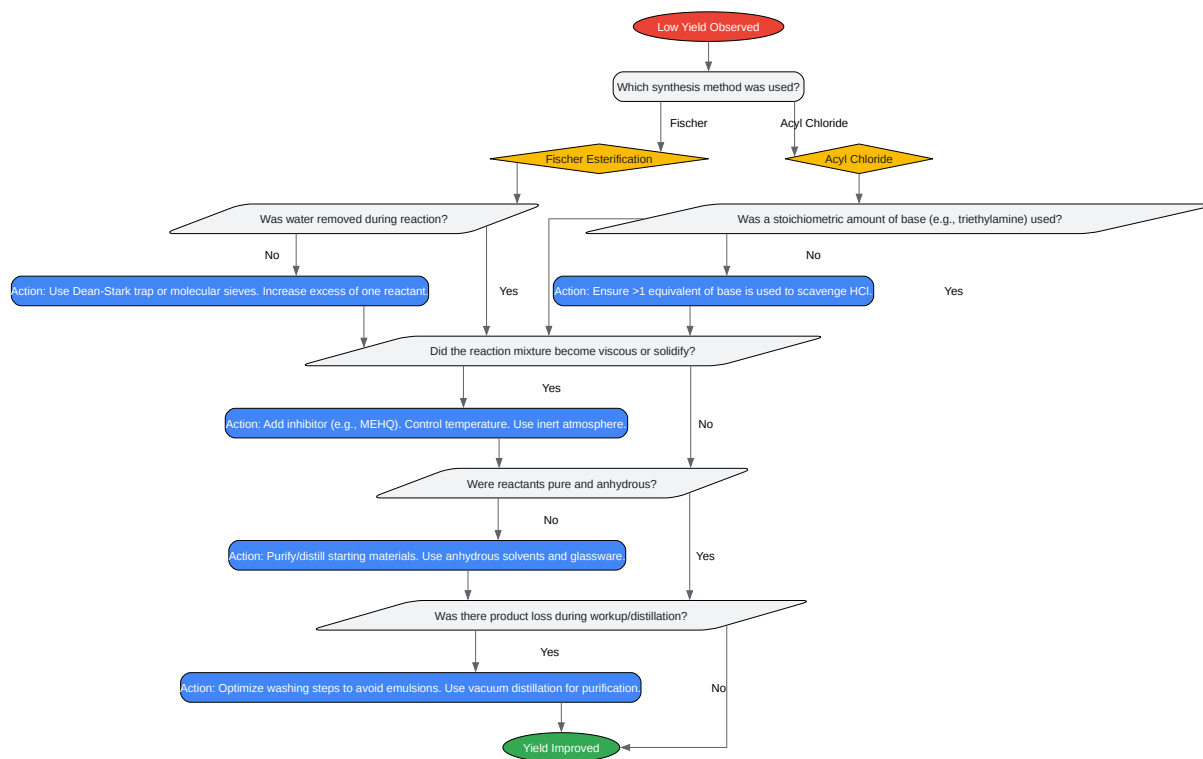 Low Yield Observed
Which synthesis method was used?
Fischer
Acyl Chloride
Fischer Esterification
Acyl Chloride
Was water removed during reaction?
Was a stoichiometric amount of base (e.g., triethylamine) used?
No
No
Action: Use Dean-Stark trap or molecular sieves. Increase excess of one reactant.
Yes
Action: Ensure >1 equivalent of base is used to scavenge HCl.
Yes
Did the reaction mixture become viscous or solidify?
Yes
Action: Add inhibitor (e.g., MEHQ). Control temperature. Use inert atmosphere.
No
Were reactants pure and anhydrous?
No
Action: Purify/distill starting materials. Use anhydrous solvents and glassware.
Yes
Was there product loss during workup/distillation?
Yes
Action: Optimize washing steps to avoid emulsions. Use vacuum distillation for purification.
No
Yield Improved